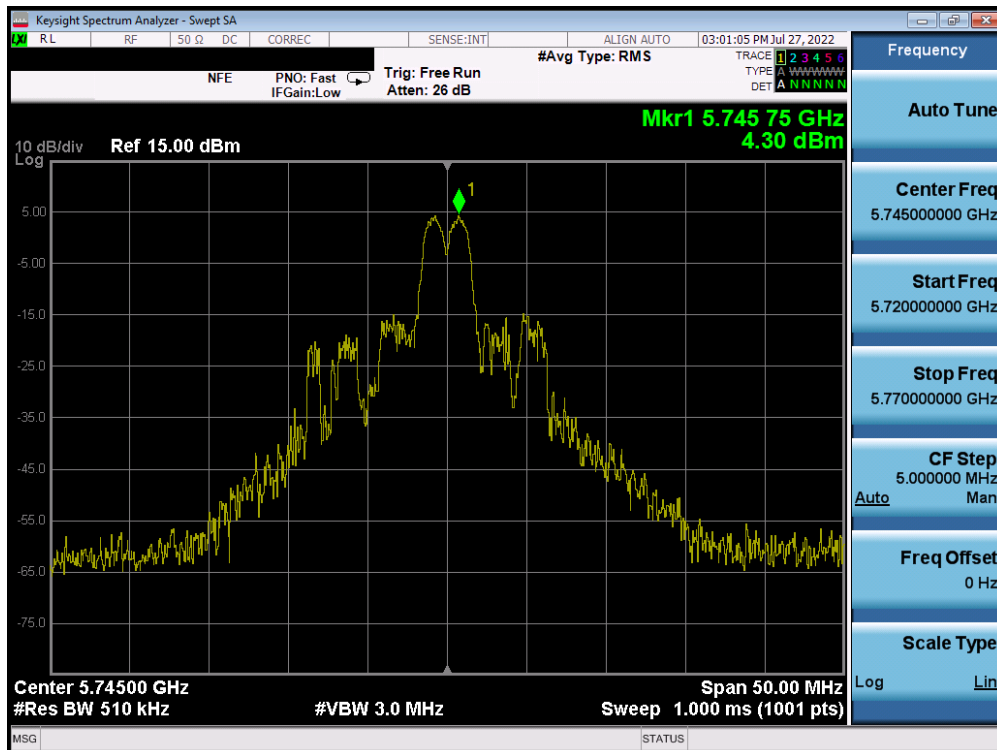 Keysight Spectrum Analyzer - Swept SA
LXI RL RF 50 Ω DC CORREC SENSE:INT ALIGN AUTO 03:01:05 PM Jul 27, 2022
#Avg Type: RMS TRACE 1 2 3 4 5 6
NFE PNO: Fast Trig: Free Run TYPE A WWWWW
IFGain:Low Atten: 26 dB DET A N N N N N
Mkr1 5.745 75 GHz
4.30 dBm
10 dB/div Ref 15.00 dBm
Log
1
5.00
-5.00
-15.0
-25.0
-35.0
-45.0
-55.0
-65.0
-75.0
Center 5.74500 GHz Span 50.00 MHz
#Res BW 510 kHz #VBW 3.0 MHz Sweep 1.000 ms (1001 pts)
MSG STATUS
Frequency
Auto Tune
Center Freq
5.745000000 GHz
Start Freq
5.720000000 GHz
Stop Freq
5.770000000 GHz
CF Step
5.000000 MHz
Auto Man
Freq Offset
0 Hz
Scale Type
Log Lin